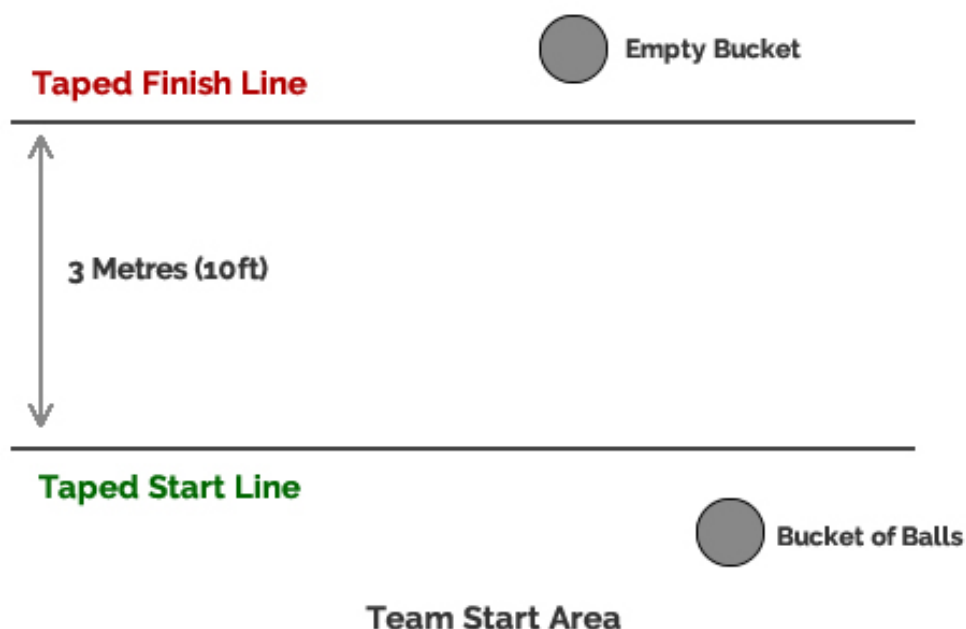 Empty Bucket
Taped Finish Line
3 Metres (10ft)
Taped Start Line
Bucket of Balls
Team Start Area